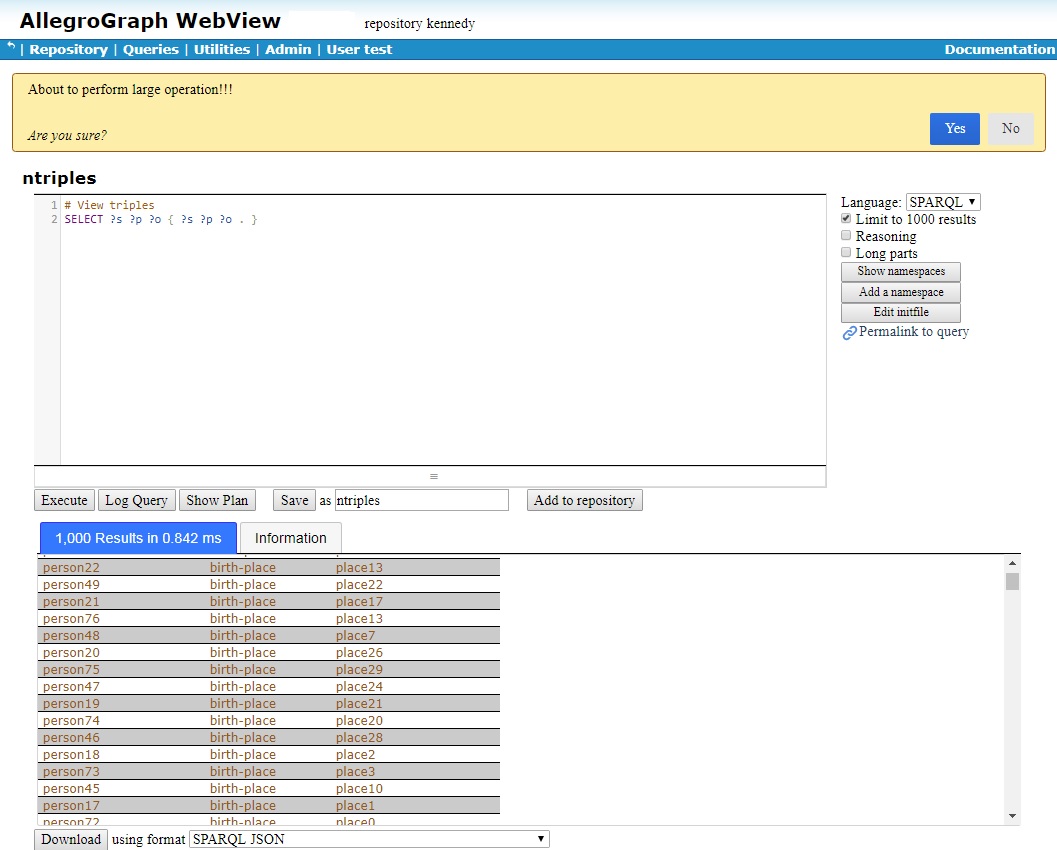 AllegroGraph WebView repository kennedy
| Repository | Queries | Utilities | Admin | User test Documentation
About to perform large operation!!!
Are you sure? Yes No
ntriples
1 # View triples
2 SELECT ?s ?p ?o { ?s ?p ?o . }
Language: SPARQL
Limit to 1000 results
Reasoning
Long parts
Show namespaces
Add a namespace
Edit initfile
Permalink to query
Execute Log Query Show Plan Save as ntriples Add to repository
1,000 Results in 0.842 ms Information
person22 birth-place place13
person49 birth-place place22
person21 birth-place place17
person76 birth-place place13
person48 birth-place place7
person20 birth-place place26
person75 birth-place place29
person47 birth-place place24
person19 birth-place place21
person74 birth-place place20
person46 birth-place place28
person18 birth-place place2
person73 birth-place place3
person45 birth-place place10
person17 birth-place place1
person72 birth-place place0
Download using format SPARQL JSON